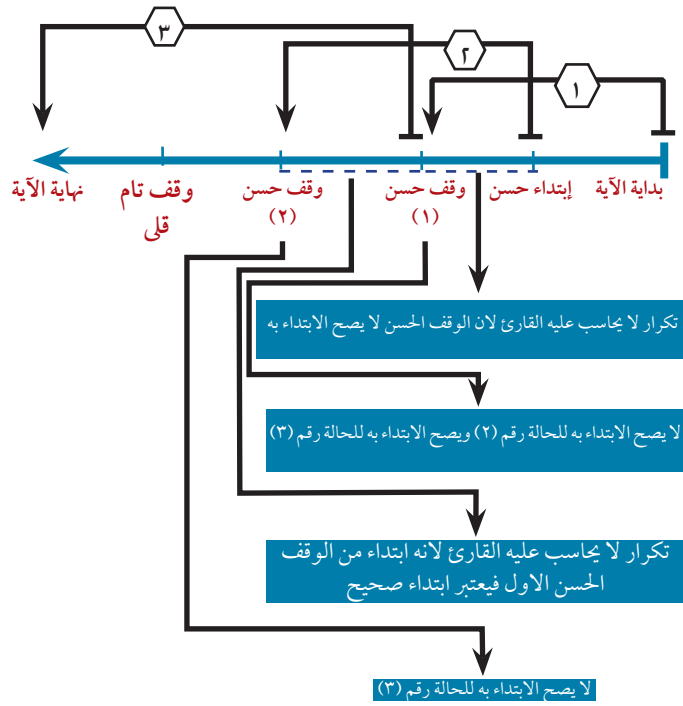 ٣
٢
١
بداية الآية
إبتداء حسن
وقف حسن
(١)
وقف حسن
(٢)
وقف تام
قلى
نهاية الآية
تكرار لا يحاسب عليه القارئ لان الوقف الحسن لا يصح الابتداء به
لا يصح الابتداء به للحالة رقم (٢) ويصح الابتداء به للحالة رقم (٣)
تكرار لا يحاسب عليه القارئ لانه ابتداء من الوقف
الحسن الاول فيعتبر ابتداء صحيح
لا يصح الابتداء به للحالة رقم (٣)